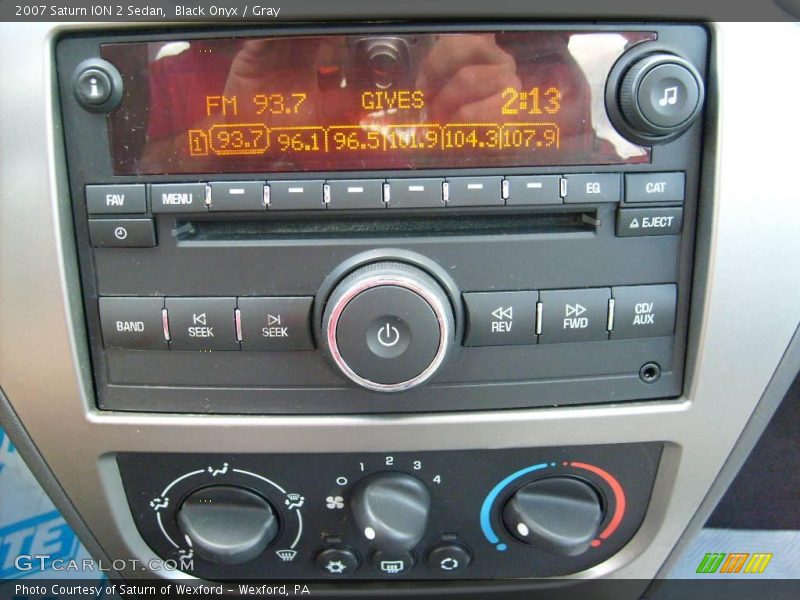 2007 Saturn ION 2 Sedan, Black Onyx / Gray
i
FM 93.7 GIVES 2:13
1 93.7 96.1 96.5 101.9 104.3 107.9
FAV MENU EQ CAT
EJECT
BAND SEEK SEEK REV FWD CD/AUX
0 1 2 3 4
GTCARLOT.COM
Photo Courtesy of Saturn of Wexford - Wexford, PA